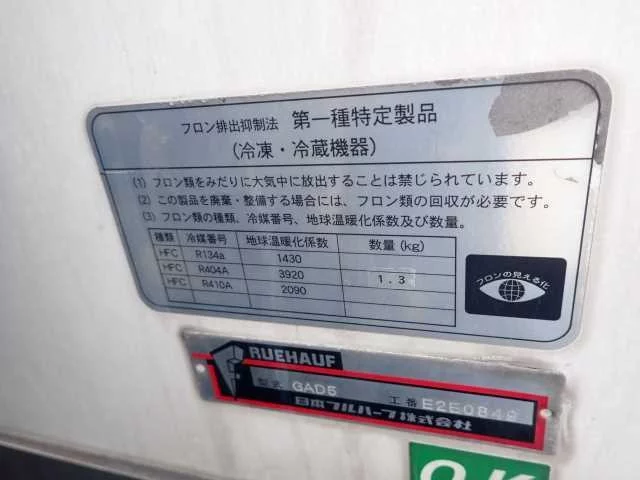 フロン排出抑制法 第一種特定製品
(冷凍・冷蔵機器)
(1) フロン類をみだりに大気中に放出することは禁じられています。
(2) この製品を廃棄・整備する場合には、フロン類の回収が必要です。
(3) フロン類の種類、冷媒番号、地球温暖化係数及び数量。
種類 冷媒番号 地球温暖化係数 数量(kg)
HFC R134a 1430
HFC R404A 3920 1.3
HFC R410A 2090
フロンの見える化
RUEHAUF
型式 GAD5 工番 E2E0849
日本フルハーフ株式会社
OK